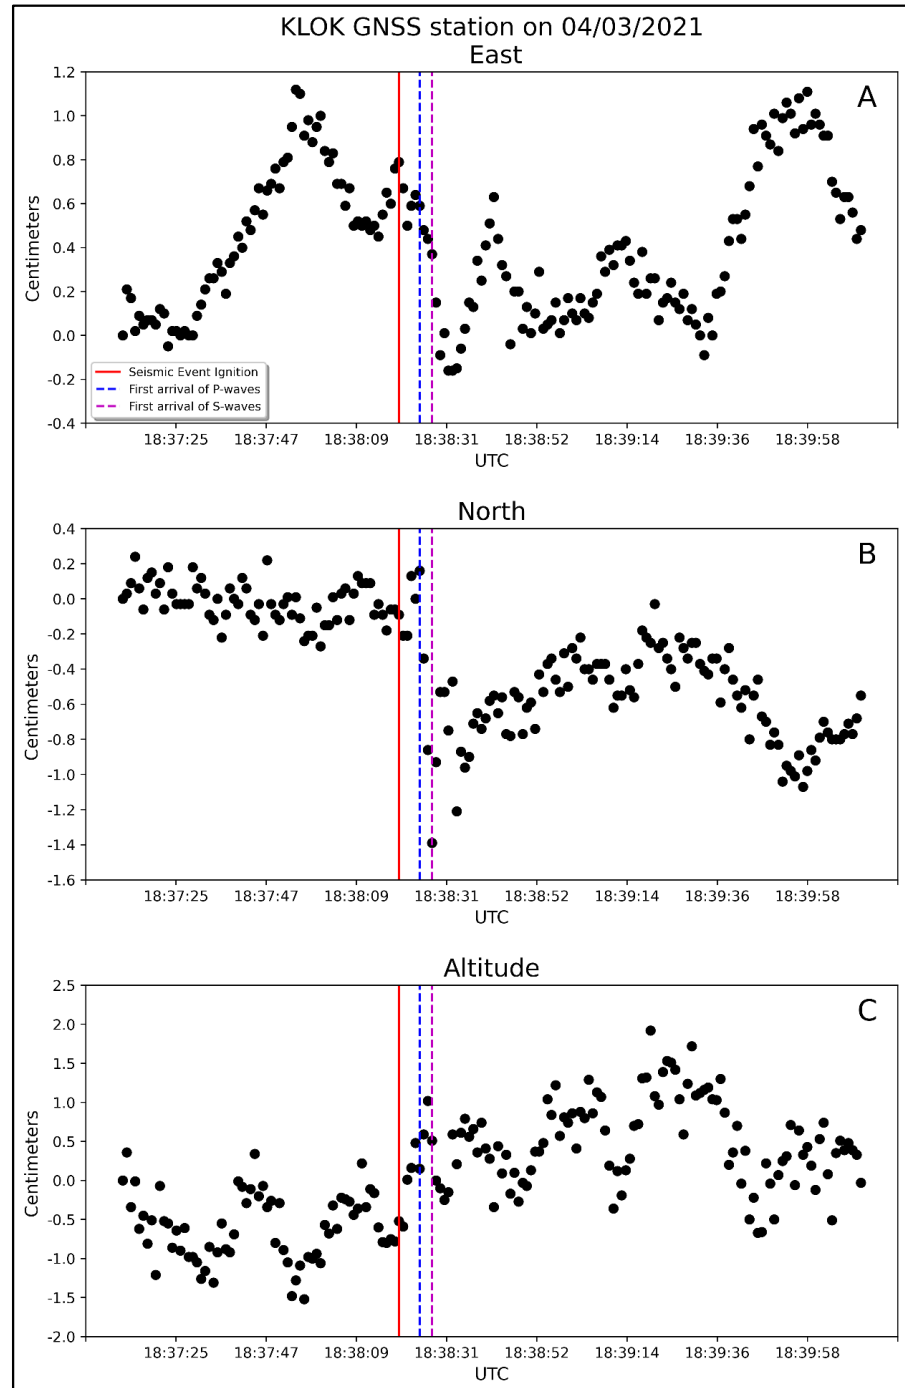 KLOK GNSS station on 04/03/2021
East
A
1.2
1.0
0.8
0.6
0.4
0.2
0.0
-0.2
-0.4
Centimeters
Seismic Event Ignition
First arrival of P-waves
First arrival of S-waves
18:37:25 18:37:47 18:38:09 18:38:31 18:38:52 18:39:14 18:39:36 18:39:58
UTC
North
B
0.4
0.2
0.0
-0.2
-0.4
-0.6
-0.8
-1.0
-1.2
-1.4
-1.6
Centimeters
18:37:25 18:37:47 18:38:09 18:38:31 18:38:52 18:39:14 18:39:36 18:39:58
UTC
Altitude
C
2.5
2.0
1.5
1.0
0.5
0.0
-0.5
-1.0
-1.5
-2.0
Centimeters
18:37:25 18:37:47 18:38:09 18:38:31 18:38:52 18:39:14 18:39:36 18:39:58
UTC